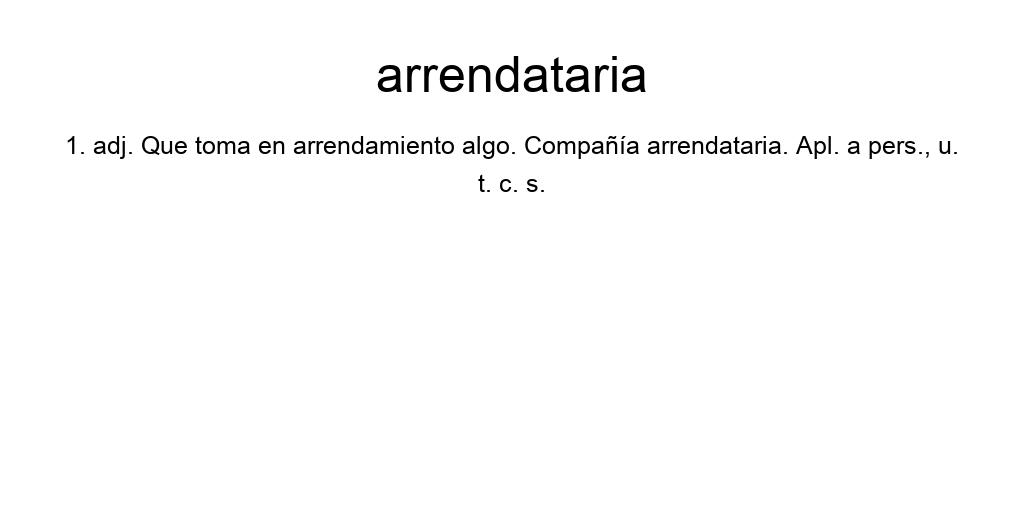 arrendataria
1. adj. Que toma en arrendamiento algo. Compañía arrendataria. Apl. a pers., u.
t. c. s.